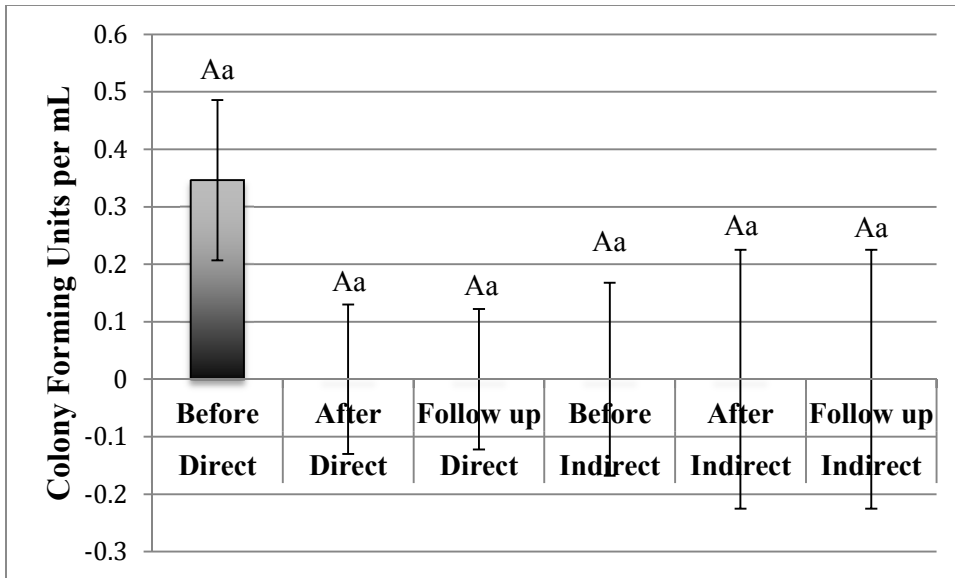 Colony Forming Units per mL
0.6
0.5
0.4
0.3
0.2
0.1
0
-0.1
-0.2
-0.3
Aa
Aa
Aa
Aa
Aa
Aa
Before After Follow up Before After Follow up
Direct Direct Direct Indirect Indirect Indirect